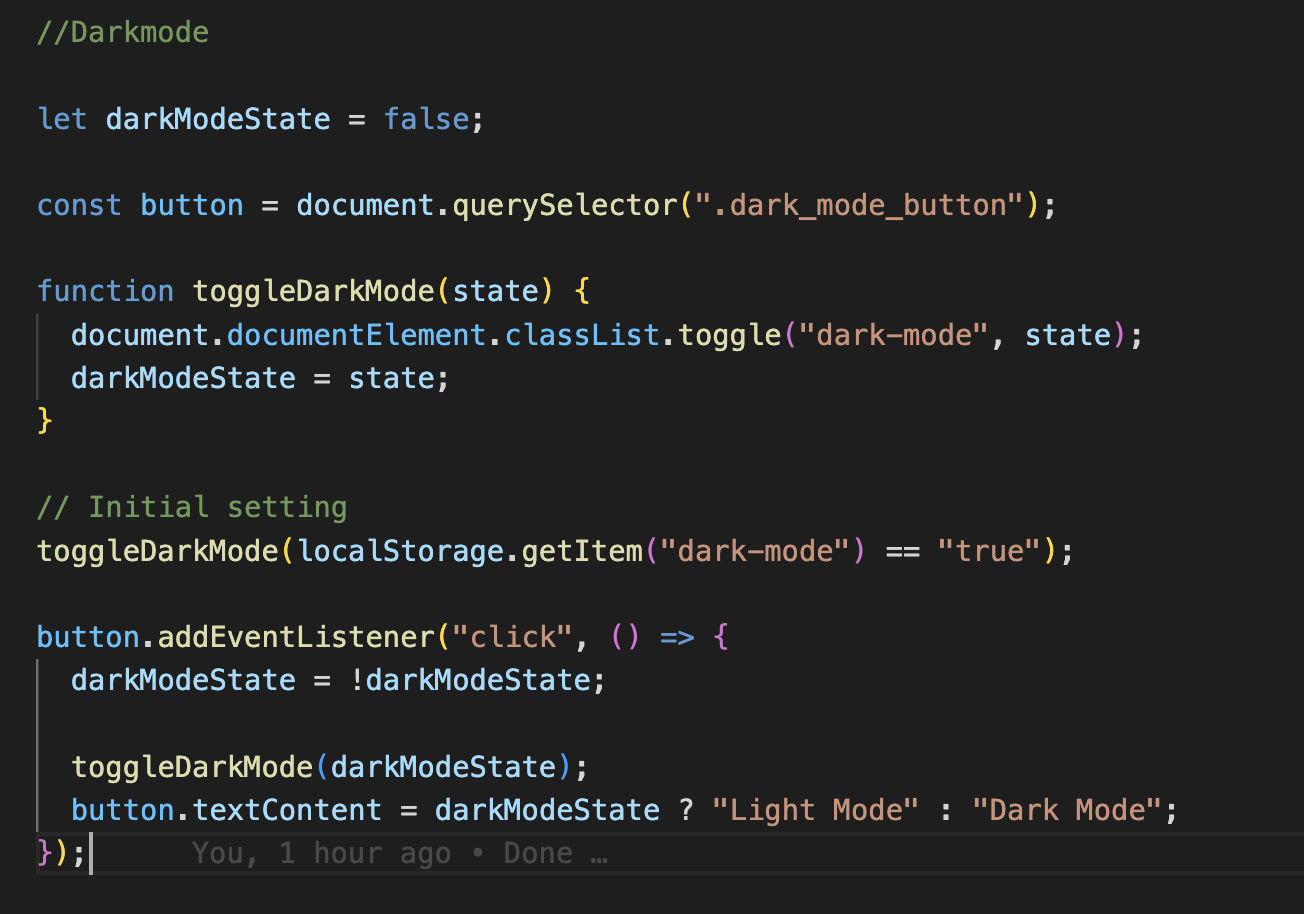 //Darkmode
let darkModeState = false;
const button = document.querySelector(".dark_mode_button");
function toggleDarkMode(state) {
  document.documentElement.classList.toggle("dark-mode", state);
  darkModeState = state;
}
// Initial setting
toggleDarkMode(localStorage.getItem("dark-mode") == "true");
button.addEventListener("click", () => {
  darkModeState = !darkModeState;
  toggleDarkMode(darkModeState);
  button.textContent = darkModeState ? "Light Mode" : "Dark Mode";
});      You, 1 hour ago • Done …